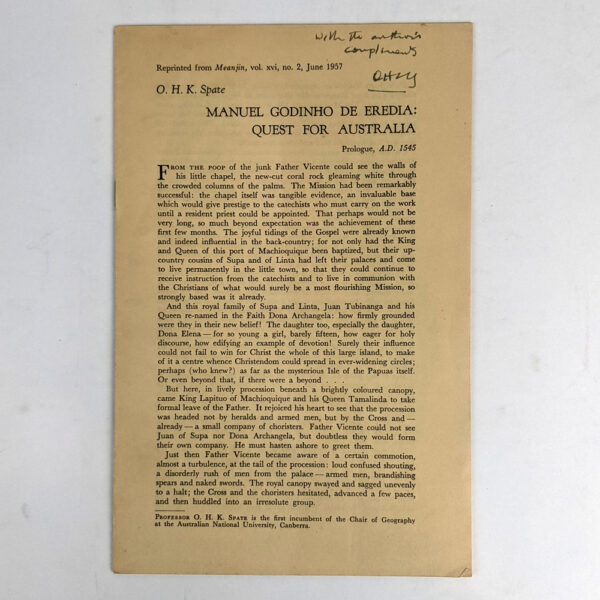 With the author's
compliments
OHKS
Reprinted from Meanjin, vol. xvi, no. 2, June 1957
O. H. K. Spate
MANUEL GODINHO DE EREDIA:
QUEST FOR AUSTRALIA
Prologue, A.D. 1545
FROM THE POOP of the junk Father Vicente could see the walls of
his little chapel, the new-cut coral rock gleaming white through
the crowded columns of the palms. The Mission had been remarkably
successful: the chapel itself was tangible evidence, an invaluable base
which would give prestige to the catechists who must carry on the work
until a resident priest could be appointed. That perhaps would not be
very long, so much beyond expectation was the achievement of these
first few months. The joyful tidings of the Gospel were already known
and indeed influential in the back-country; for not only had the King
and Queen of this port of Machioquique been baptized, but their up-
country cousins of Supa and of Linta had left their palaces and come
to live permanently in the little town, so that they could continue to
receive instruction from the catechists and to live in communion with
the Christians of what would surely be a most flourishing Mission, so
strongly based was it already.
And this royal family of Supa and Linta, Juan Tubinanga and his
Queen re-named in the Faith Dona Archangela: how firmly grounded
were they in their new belief! The daughter too, especially the daughter,
Dona Elena — for so young a girl, barely fifteen, how eager for holy
discourse, how edifying an example of devotion! Surely their influence
could not fail to win for Christ the whole of this large island, to make
of it a centre whence Christendom could spread in ever-widening circles;
perhaps (who knew?) as far as the mysterious Isle of the Papuas itself.
Or even beyond that, if there were a beyond . . .
But here, in lively procession beneath a brightly coloured canopy,
came King Lapituo of Machioquique and his Queen Tamalinda to take
formal leave of the Father. It rejoiced his heart to see that the procession
was headed not by heralds and armed men, but by the Cross and —
already — a small company of choristers. Father Vicente could not see
Juan of Supa nor Dona Archangela, but doubtless they would form
their own company. He must hasten ashore to greet them.
Just then Father Vicente became aware of a certain commotion,
almost a turbulence, at the tail of the procession: loud confused shouting,
a disorderly rush of men from the palace — armed men, brandishing
spears and naked swords. The royal canopy swayed and sagged unevenly
to a halt; the Cross and the choristers hesitated, advanced a few paces,
and then huddled into an irresolute group.
PROFESSOR O. H. K. SPATE is the first incumbent of the Chair of Geography
at the Australian National University, Canberra.